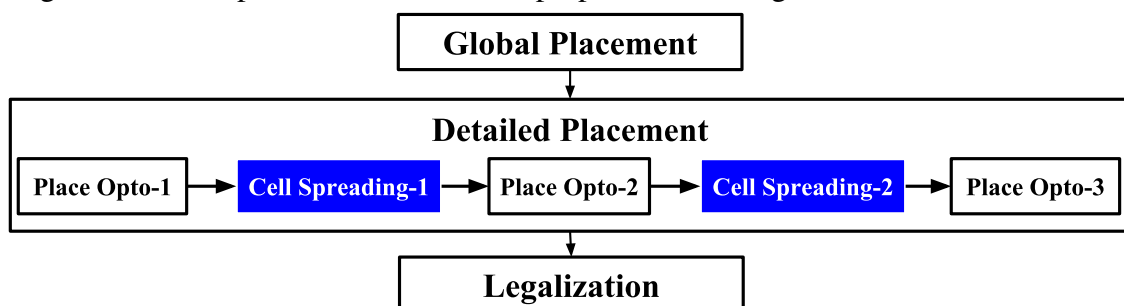 Global Placement
Detailed Placement
Place Opto-1 Cell Spreading-1 Place Opto-2 Cell Spreading-2 Place Opto-3
Legalization